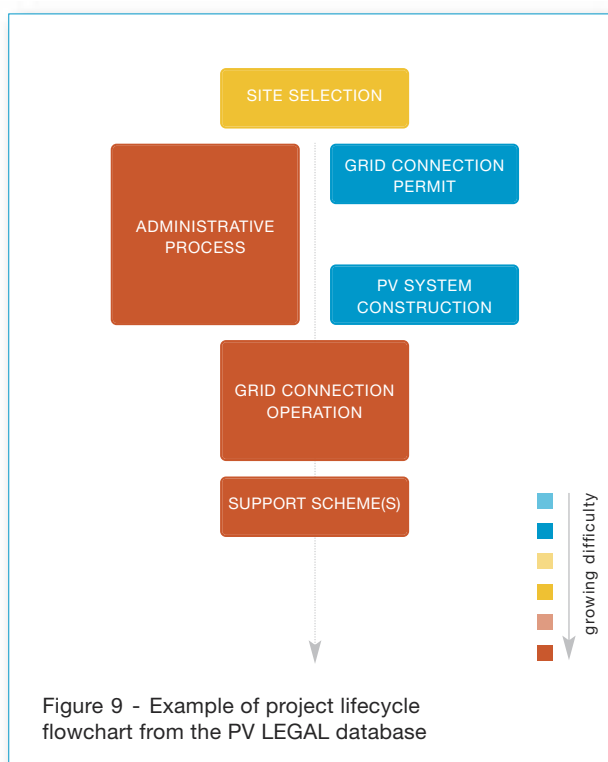 SITE SELECTION
ADMINISTRATIVE
PROCESS
GRID CONNECTION
PERMIT
PV SYSTEM
CONSTRUCTION
GRID CONNECTION
OPERATION
SUPPORT SCHEME(S)
growing difficulty
Figure 9 - Example of project lifecycle
flowchart from the PV LEGAL database